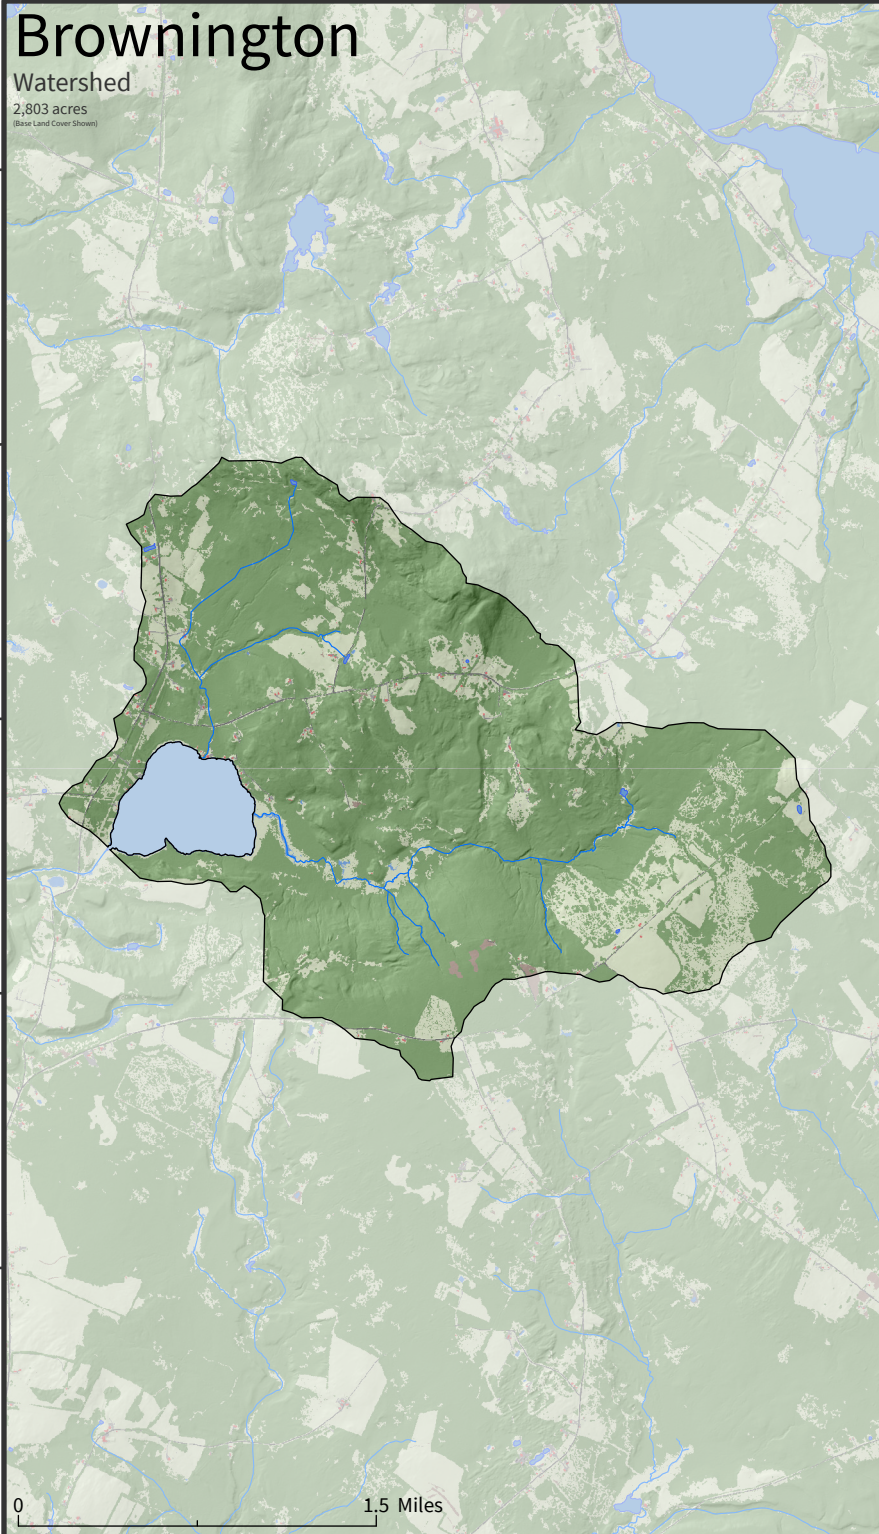 Brownington
Watershed
2,803 acres
(Base Land Cover Shown)
0 1.5 Miles